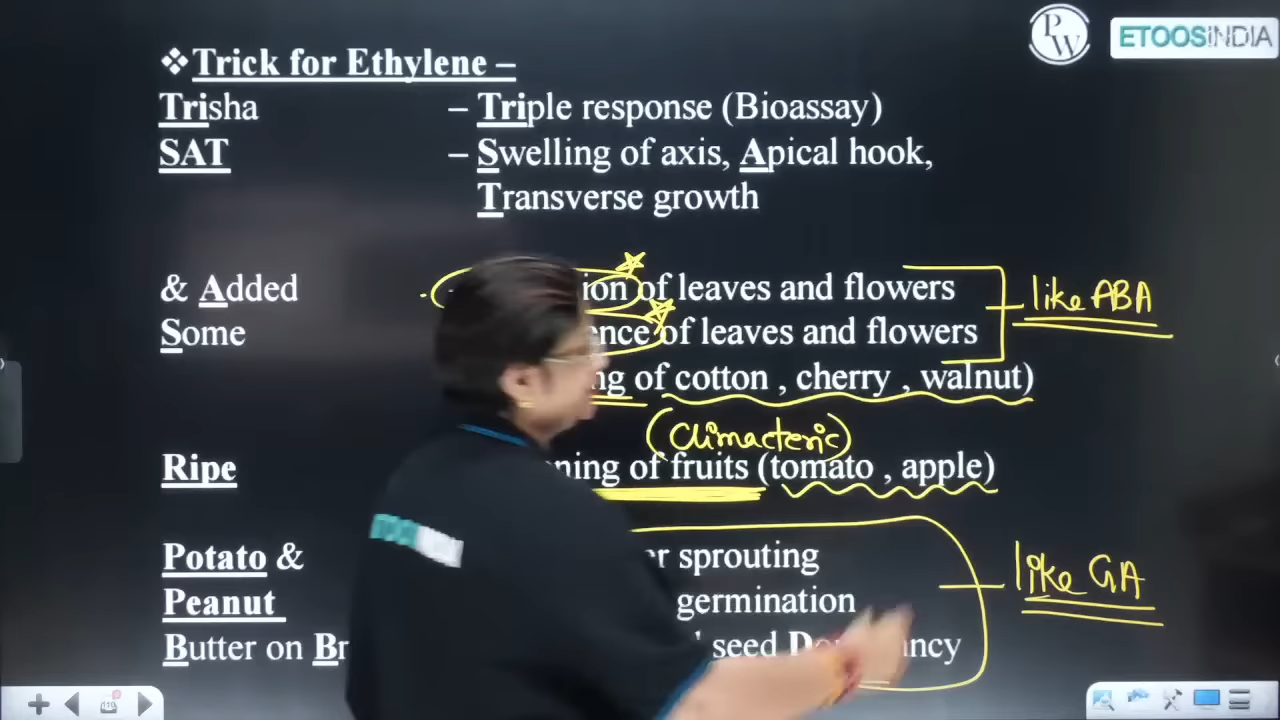 PW ETOOSINDIA
❖Trick for Ethylene –
Trisha – Triple response (Bioassay)
SAT – Swelling of axis, Apical hook,
Transverse growth
& Added ion of leaves and flowers
like ABA
Some ence of leaves and flowers
ng of cotton , cherry , walnut)
(Climacteric)
Ripe ning of fruits (tomato , apple)
Potato & r sprouting
like GA
Peanut germination
Butter on Br seed D ncy
119